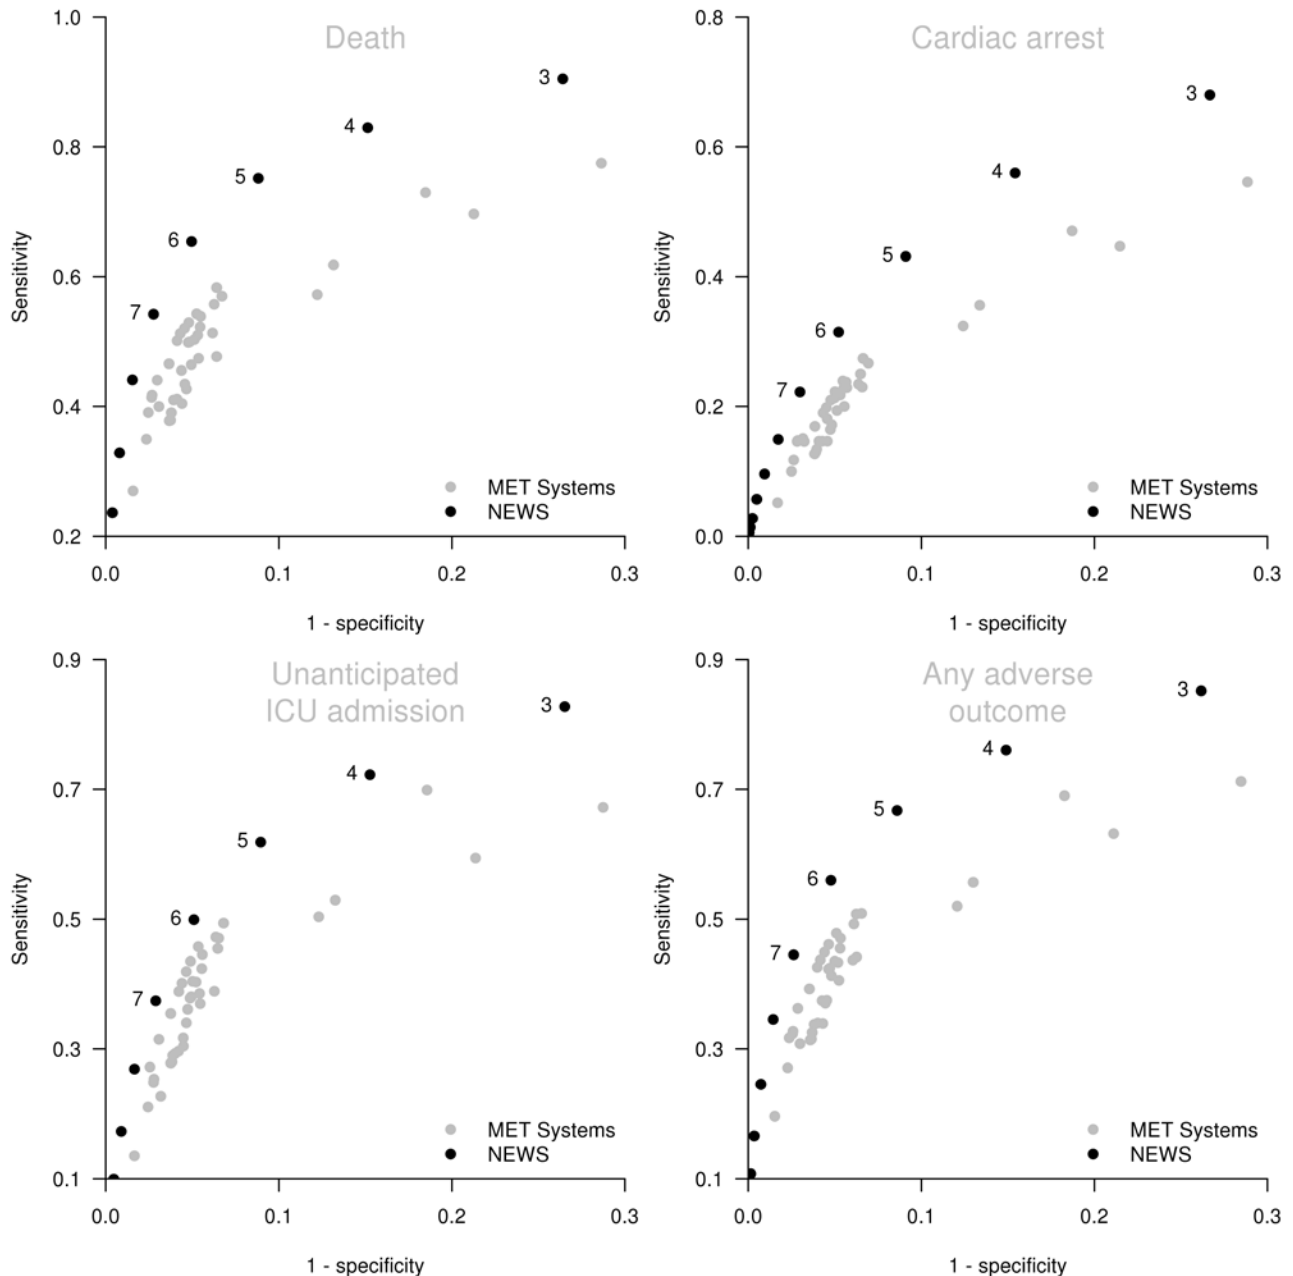 Death
1.0
0.8
0.6
0.4
0.2
Sensitivity
3
4
5
6
7
MET Systems
NEWS
0.0 0.1 0.2 0.3
1 - specificity
Cardiac arrest
0.8
0.6
0.4
0.2
0.0
Sensitivity
3
4
5
6
7
MET Systems
NEWS
0.0 0.1 0.2 0.3
1 - specificity
Unanticipated
ICU admission
0.9
0.7
0.5
0.3
0.1
Sensitivity
3
4
5
6
7
MET Systems
NEWS
0.0 0.1 0.2 0.3
1 - specificity
Any adverse
outcome
0.9
0.7
0.5
0.3
0.1
Sensitivity
3
4
5
6
7
MET Systems
NEWS
0.0 0.1 0.2 0.3
1 - specificity